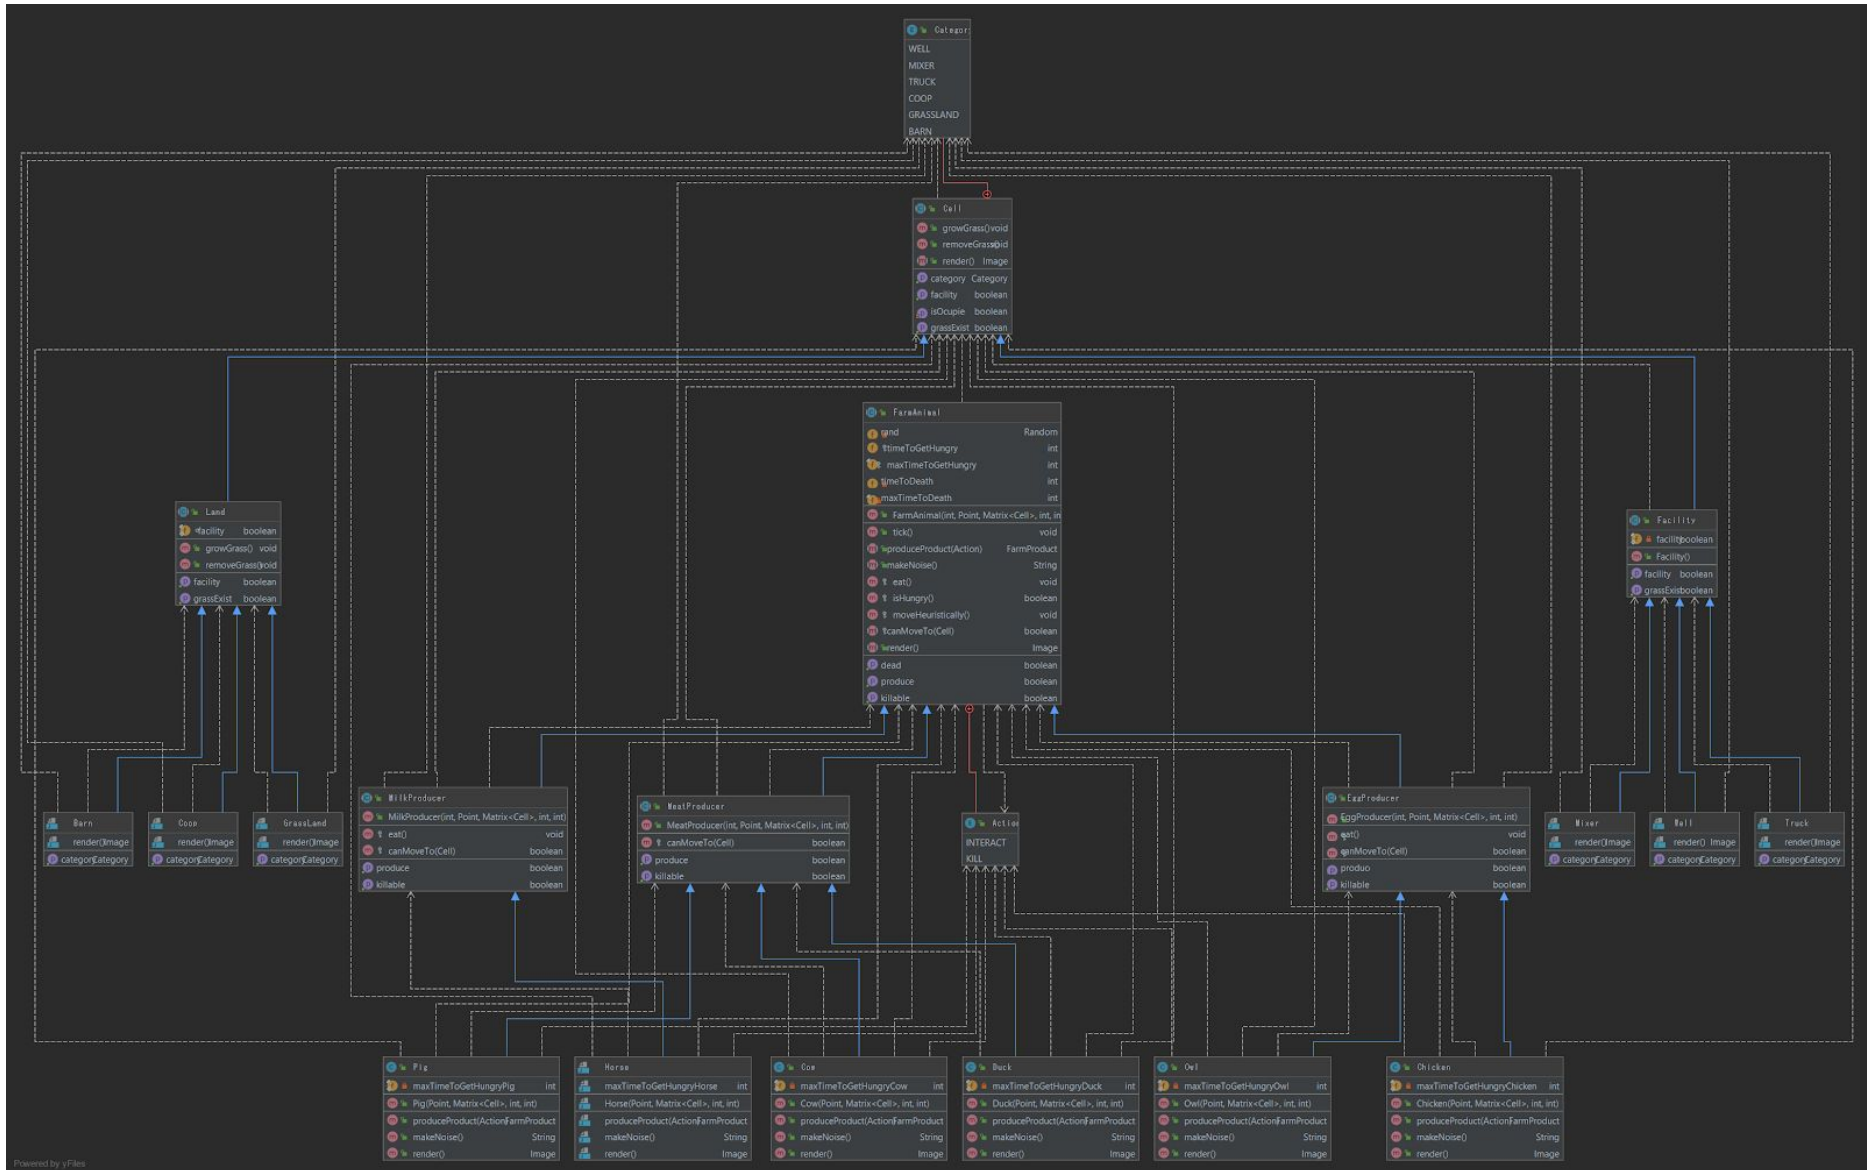 Categor
WELL
MIXER
TRUCK
COOP
GRASSLAND
BARN
Cell
growGrass() void
removeGrass() void
render() Image
category Category
facility boolean
isOcupie boolean
grassExist boolean
FarmAnimal
rand Random
timeToGetHungry int
maxTimeToGetHungry int
timeToDeath int
maxTimeToDeath int
FarmAnimal(int, Point, Matrix<Cell>, int, in
tick() void
produceProduct(Action) FarmProduct
makeNoise() String
eat() void
isHungry() boolean
moveHeuristically() void
canMoveTo(Cell) boolean
render() Image
dead boolean
produce boolean
killable boolean
Land
facility boolean
growGrass() void
removeGrass() void
facility boolean
grassExist boolean
Facility
facility boolean
Facility()
facility boolean
grassExist boolean
Barn
render() Image
category Category
Coop
render() Image
category Category
GrassLand
render() Image
category Category
MilkProducer
MilkProducer(int, Point, Matrix<Cell>, int, int)
eat() void
canMoveTo(Cell) boolean
produce boolean
killable boolean
MeatProducer
MeatProducer(int, Point, Matrix<Cell>, int, int)
canMoveTo(Cell) boolean
produce boolean
killable boolean
Actio
INTERACT
KILL
EggProducer
EggProducer(int, Point, Matrix<Cell>, int, int)
eat() void
canMoveTo(Cell) boolean
produo boolean
killable boolean
Mixer
render() Image
category Category
Well
render() Image
category Category
Truck
render() Image
category Category
Pig
maxTimeToGetHungryPig int
Pig(Point, Matrix<Cell>, int, int)
produceProduct(Action) FarmProduct
makeNoise() String
render() Image
Horse
maxTimeToGetHungryHorse int
Horse(Point, Matrix<Cell>, int, int)
produceProduct(Action) FarmProduct
makeNoise() String
render() Image
Cow
maxTimeToGetHungryCow int
Cow(Point, Matrix<Cell>, int, int)
produceProduct(Action) FarmProduct
makeNoise() String
render() Image
Duck
maxTimeToGetHungryDuck int
Duck(Point, Matrix<Cell>, int, int)
produceProduct(Action) FarmProduct
makeNoise() String
render() Image
Owl
maxTimeToGetHungryOwl int
Owl(Point, Matrix<Cell>, int, int)
produceProduct(Action) FarmProduct
makeNoise() String
render() Image
Chicken
maxTimeToGetHungryChicken int
Chicken(Point, Matrix<Cell>, int, int)
produceProduct(Action) FarmProduct
makeNoise() String
render() Image
Powered by yFiles